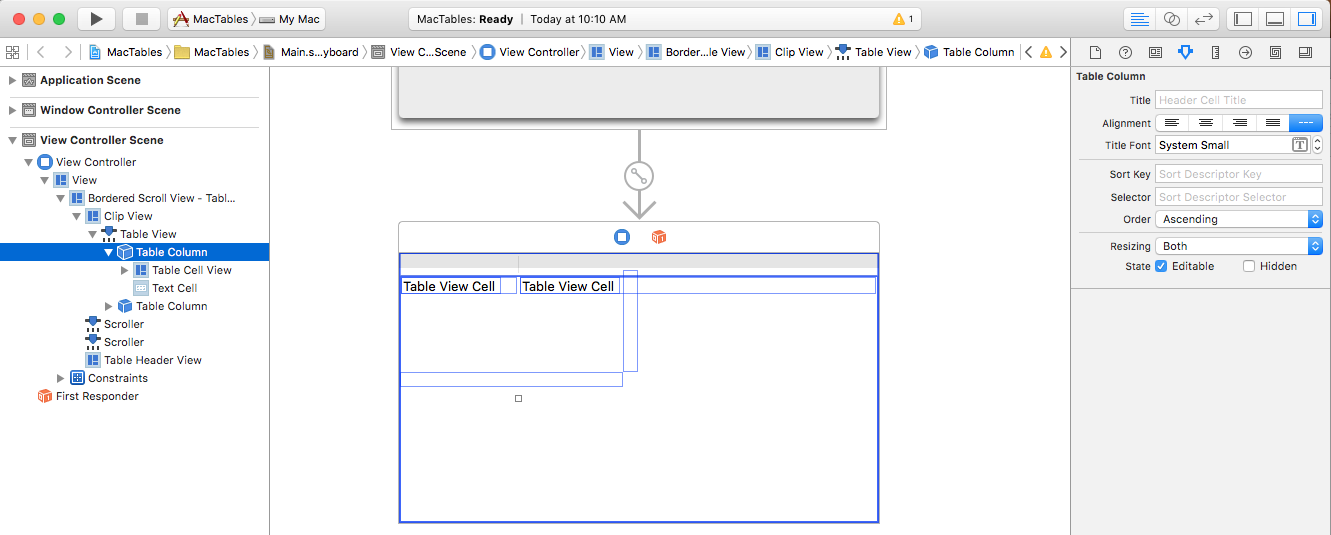 MacTables My Mac MacTables: Ready | Today at 10:10 AM 1
MacTables MacTables Main.s...yboard View C...Scene View Controller View Border...le View Clip View Table View Table Column
Application Scene
Window Controller Scene
View Controller Scene
View Controller
View
Bordered Scroll View - Tabl...
Clip View
Table View
Table Column
Table Cell View
Text Cell
Table Column
Scroller
Scroller
Table Header View
Constraints
First Responder
Table View Cell Table View Cell
Table Column
Title Header Cell Title
Alignment
Title Font System Small T
Sort Key Sort Descriptor Key
Selector Sort Descriptor Selector
Order Ascending
Resizing Both
State Editable Hidden